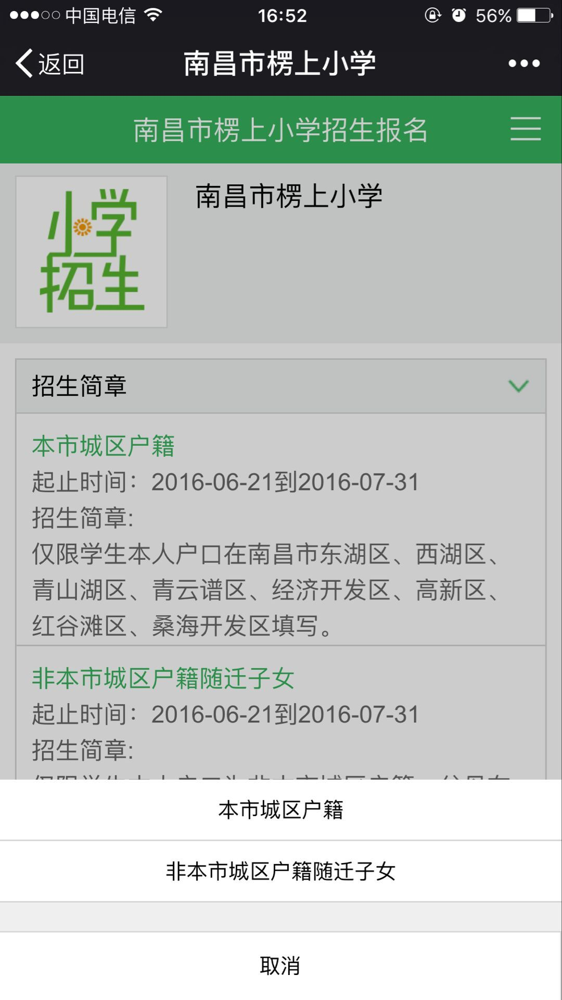 中国电信
16:52
56%
返回
南昌市楞上小学
南昌市楞上小学招生报名
小学
招生
南昌市楞上小学
招生简章
本市城区户籍
起止时间：2016-06-21到2016-07-31
招生简章:
仅限学生本人户口在南昌市东湖区、西湖区、
青山湖区、青云谱区、经济开发区、高新区、
红谷滩区、桑海开发区填写。
非本市城区户籍随迁子女
起止时间：2016-06-21到2016-07-31
招生简章:
本市城区户籍
非本市城区户籍随迁子女
取消